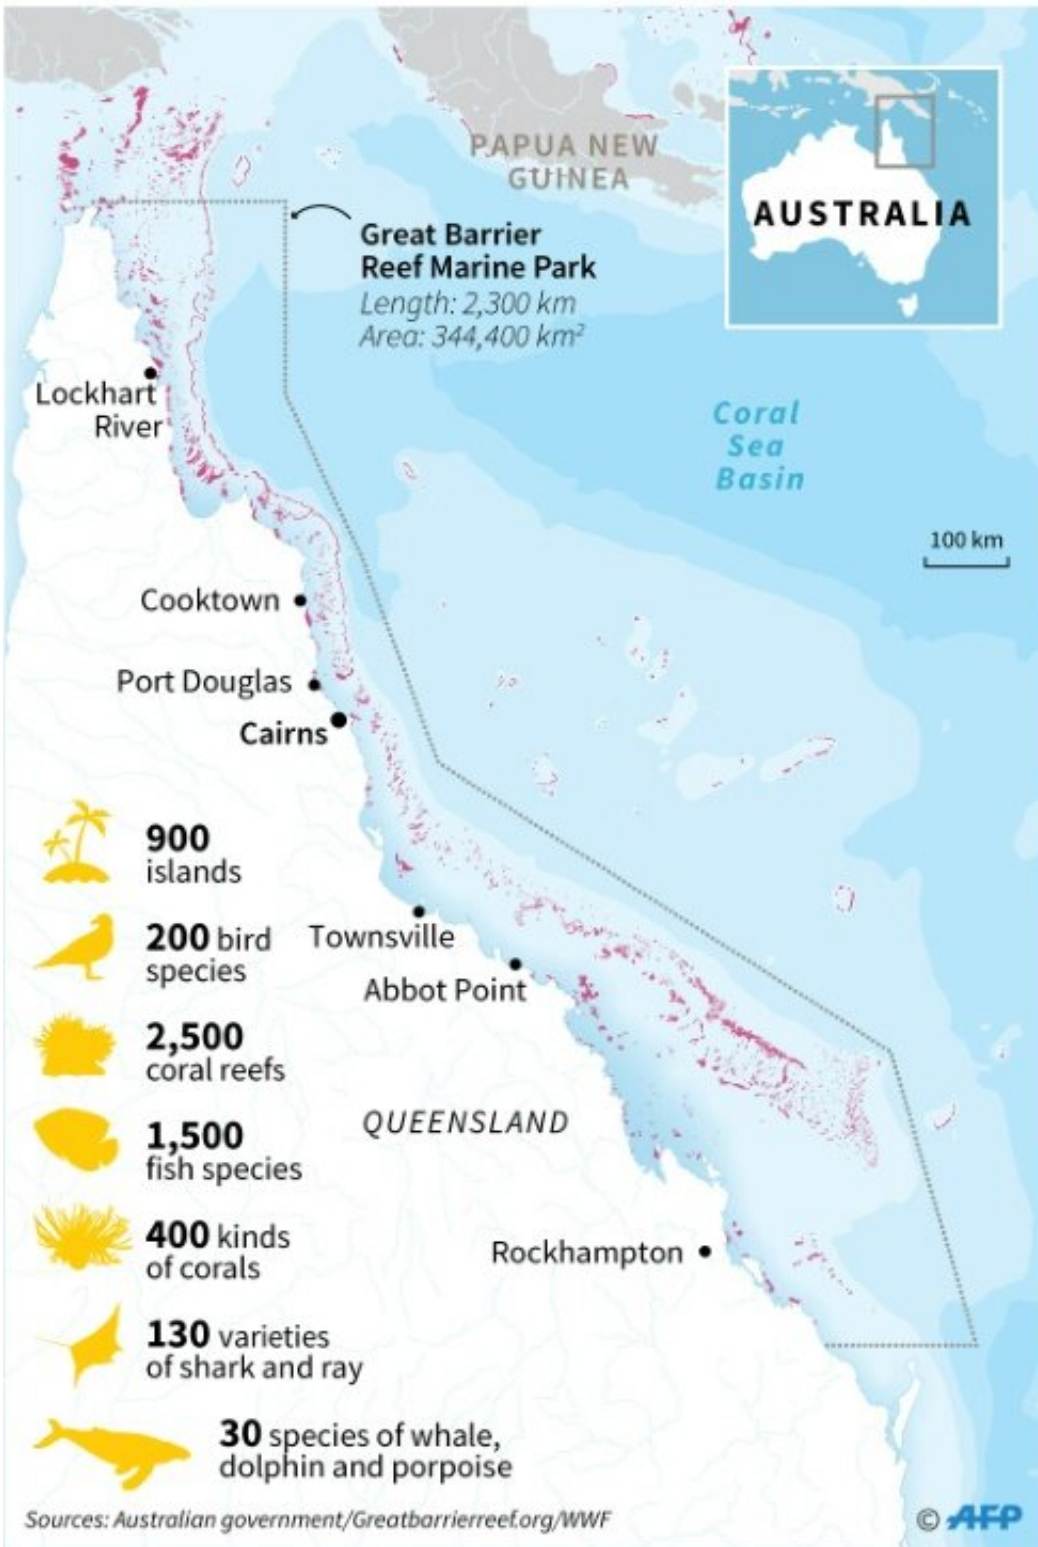 PAPUA NEW
GUINEA
AUSTRALIA
Great Barrier
Reef Marine Park
Length: 2,300 km
Area: 344,400 km²
Lockhart
River
Coral
Sea
Basin
100 km
Cooktown
Port Douglas
Cairns
900
islands
200 bird
species
Townsville
Abbot Point
2,500
coral reefs
QUEENSLAND
1,500
fish species
400 kinds
of corals
Rockhampton
130 varieties
of shark and ray
30 species of whale,
dolphin and porpoise
Sources: Australian government/Greatbarrierreef.org/WWF
© AFP